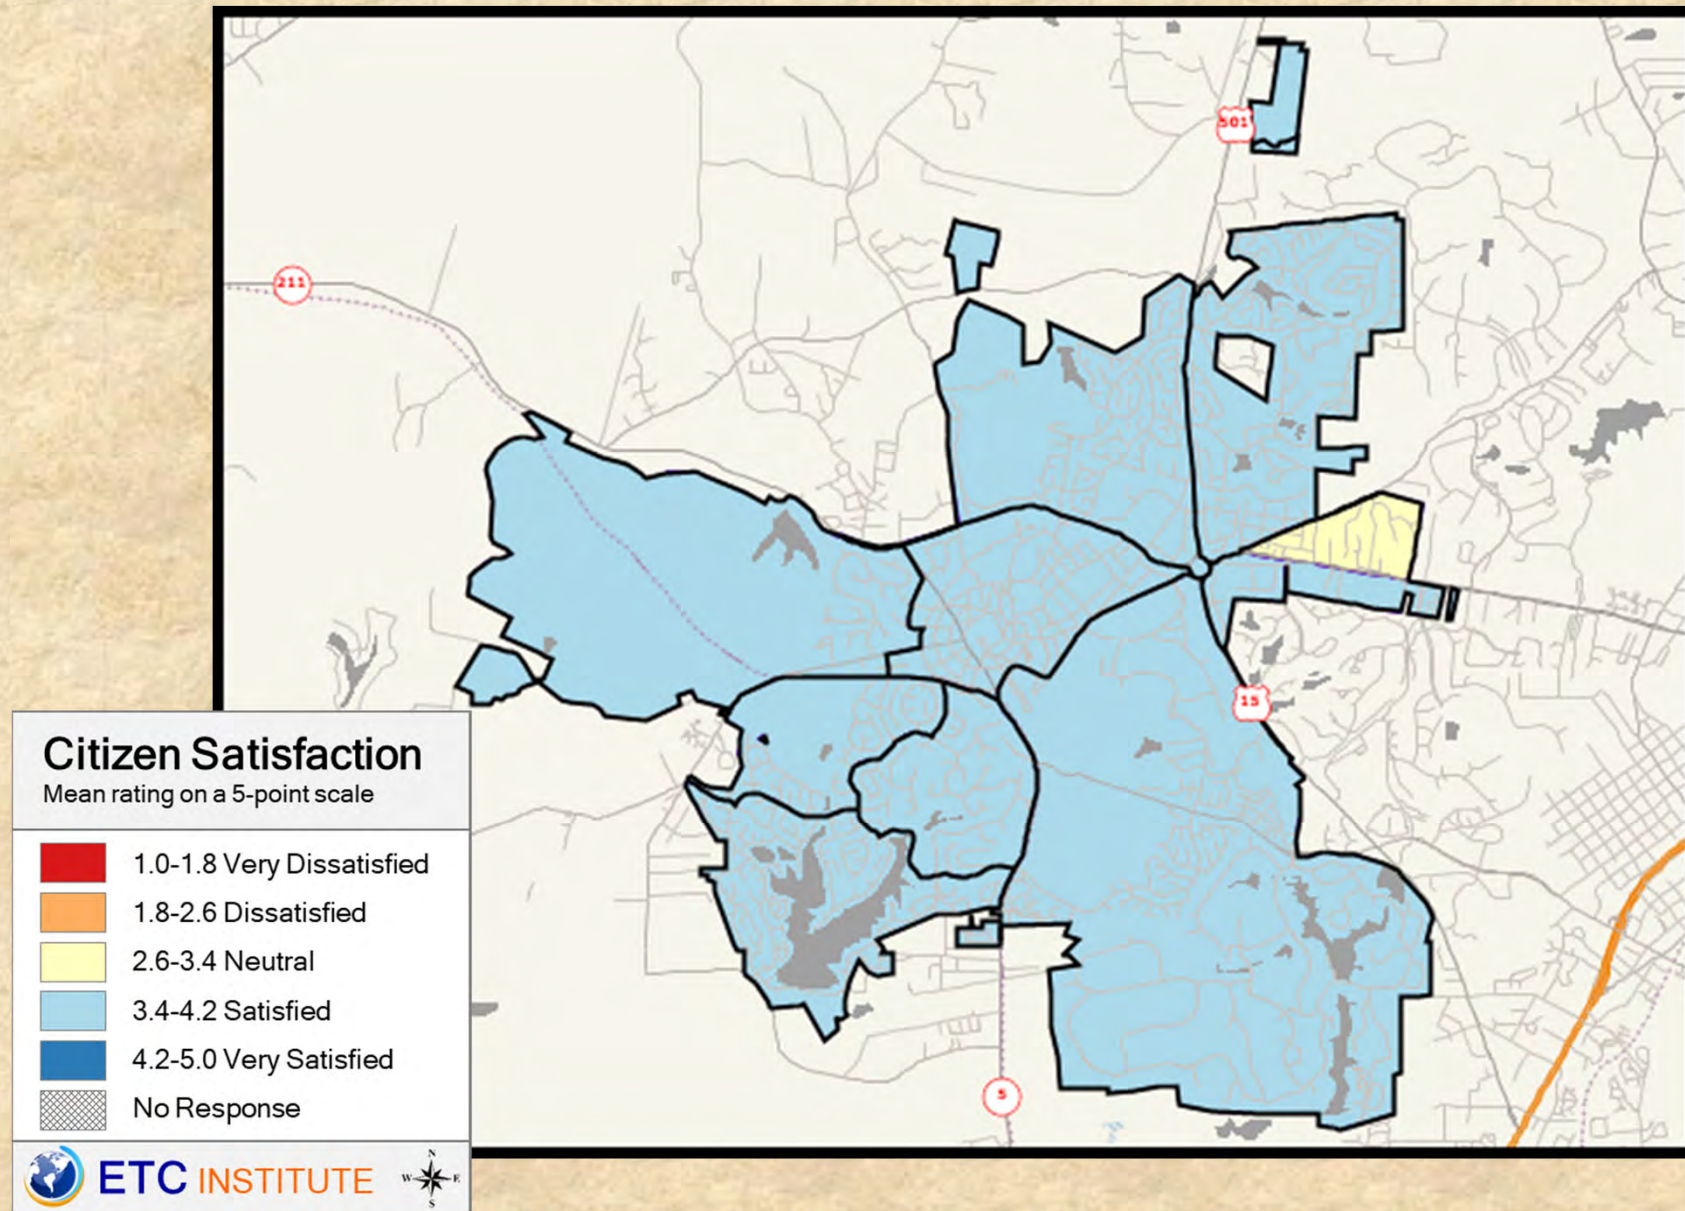 501
211
15
Citizen Satisfaction
Mean rating on a 5-point scale
1.0-1.8 Very Dissatisfied
1.8-2.6 Dissatisfied
2.6-3.4 Neutral
3.4-4.2 Satisfied
4.2-5.0 Very Satisfied
No Response
5
ETC INSTITUTE
N
W E
S